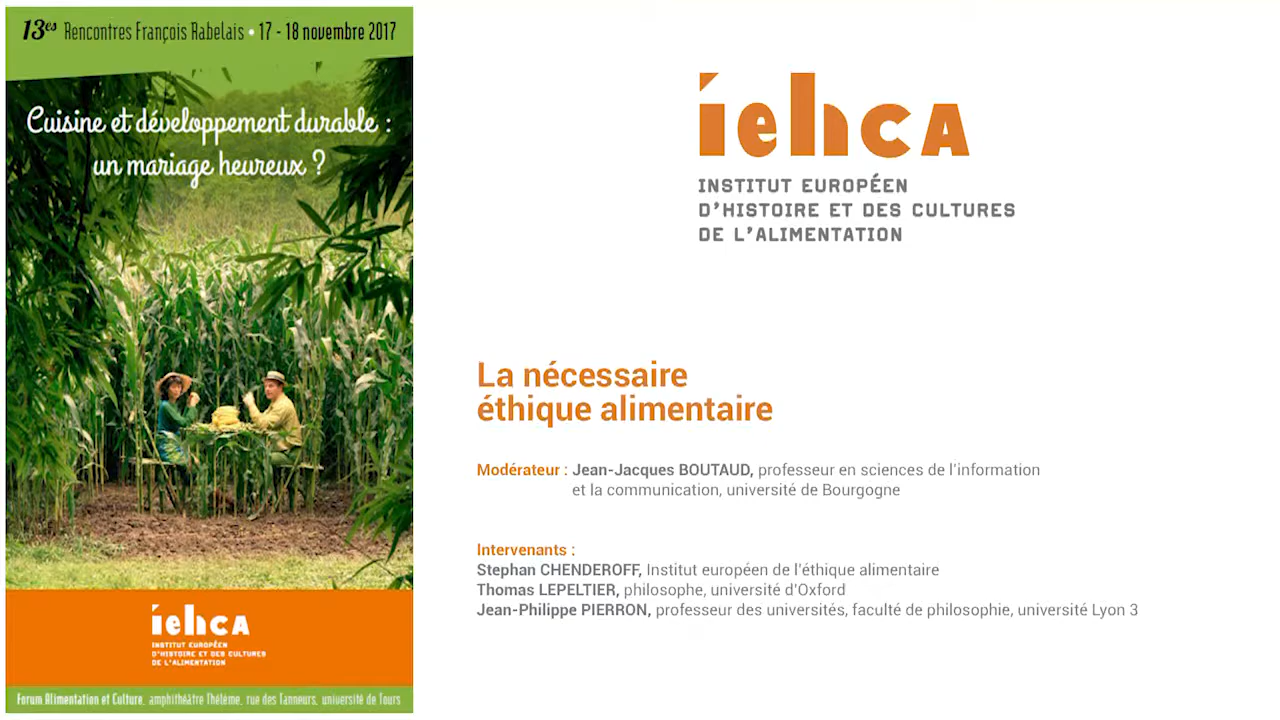 13es Rencontres François Rabelais • 17 - 18 novembre 2017
Cuisine et développement durable :
un mariage heureux ?
iehca
INSTITUT EUROPÉEN
D'HISTOIRE ET DES CULTURES
DE L'ALIMENTATION
Forum Alimentation et Culture, amphithéâtre Thélème, rue des Tanneurs, université de Tours
iehca
INSTITUT EUROPÉEN
D'HISTOIRE ET DES CULTURES
DE L'ALIMENTATION
La nécessaire
éthique alimentaire
Modérateur : Jean-Jacques BOUTAUD, professeur en sciences de l'information
et la communication, université de Bourgogne
Intervenants :
Stephan CHENDEROFF, Institut européen de l'éthique alimentaire
Thomas LEPELTIER, philosophe, université d'Oxford
Jean-Philippe PIERRON, professeur des universités, faculté de philosophie, université Lyon 3